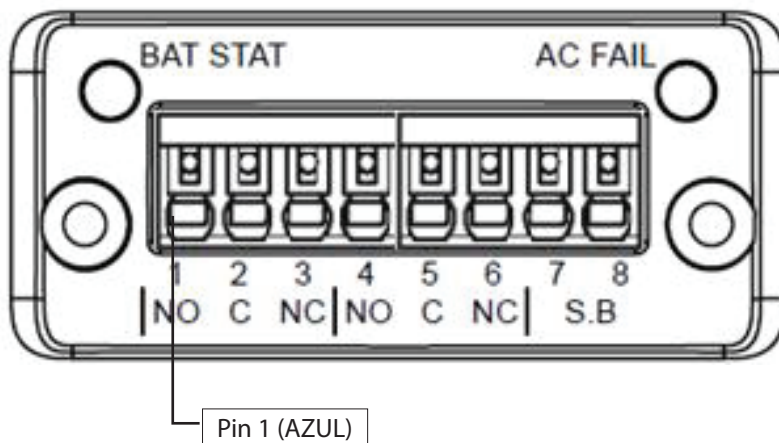 BAT STAT AC FAIL
1 2 3 4 5 6 7 8
NO C NC NO C NC S.B
Pin 1 (AZUL)